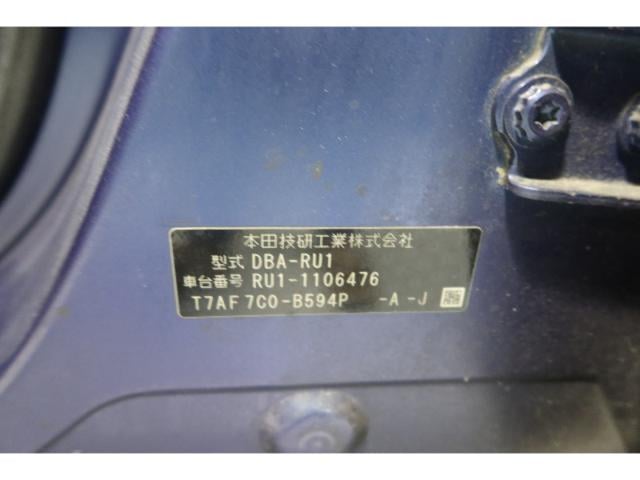 本田技研工業株式会社
型式 DBA-RU1
車台番号 RU1-1106476
T7AF 7C0-B594P -A -J